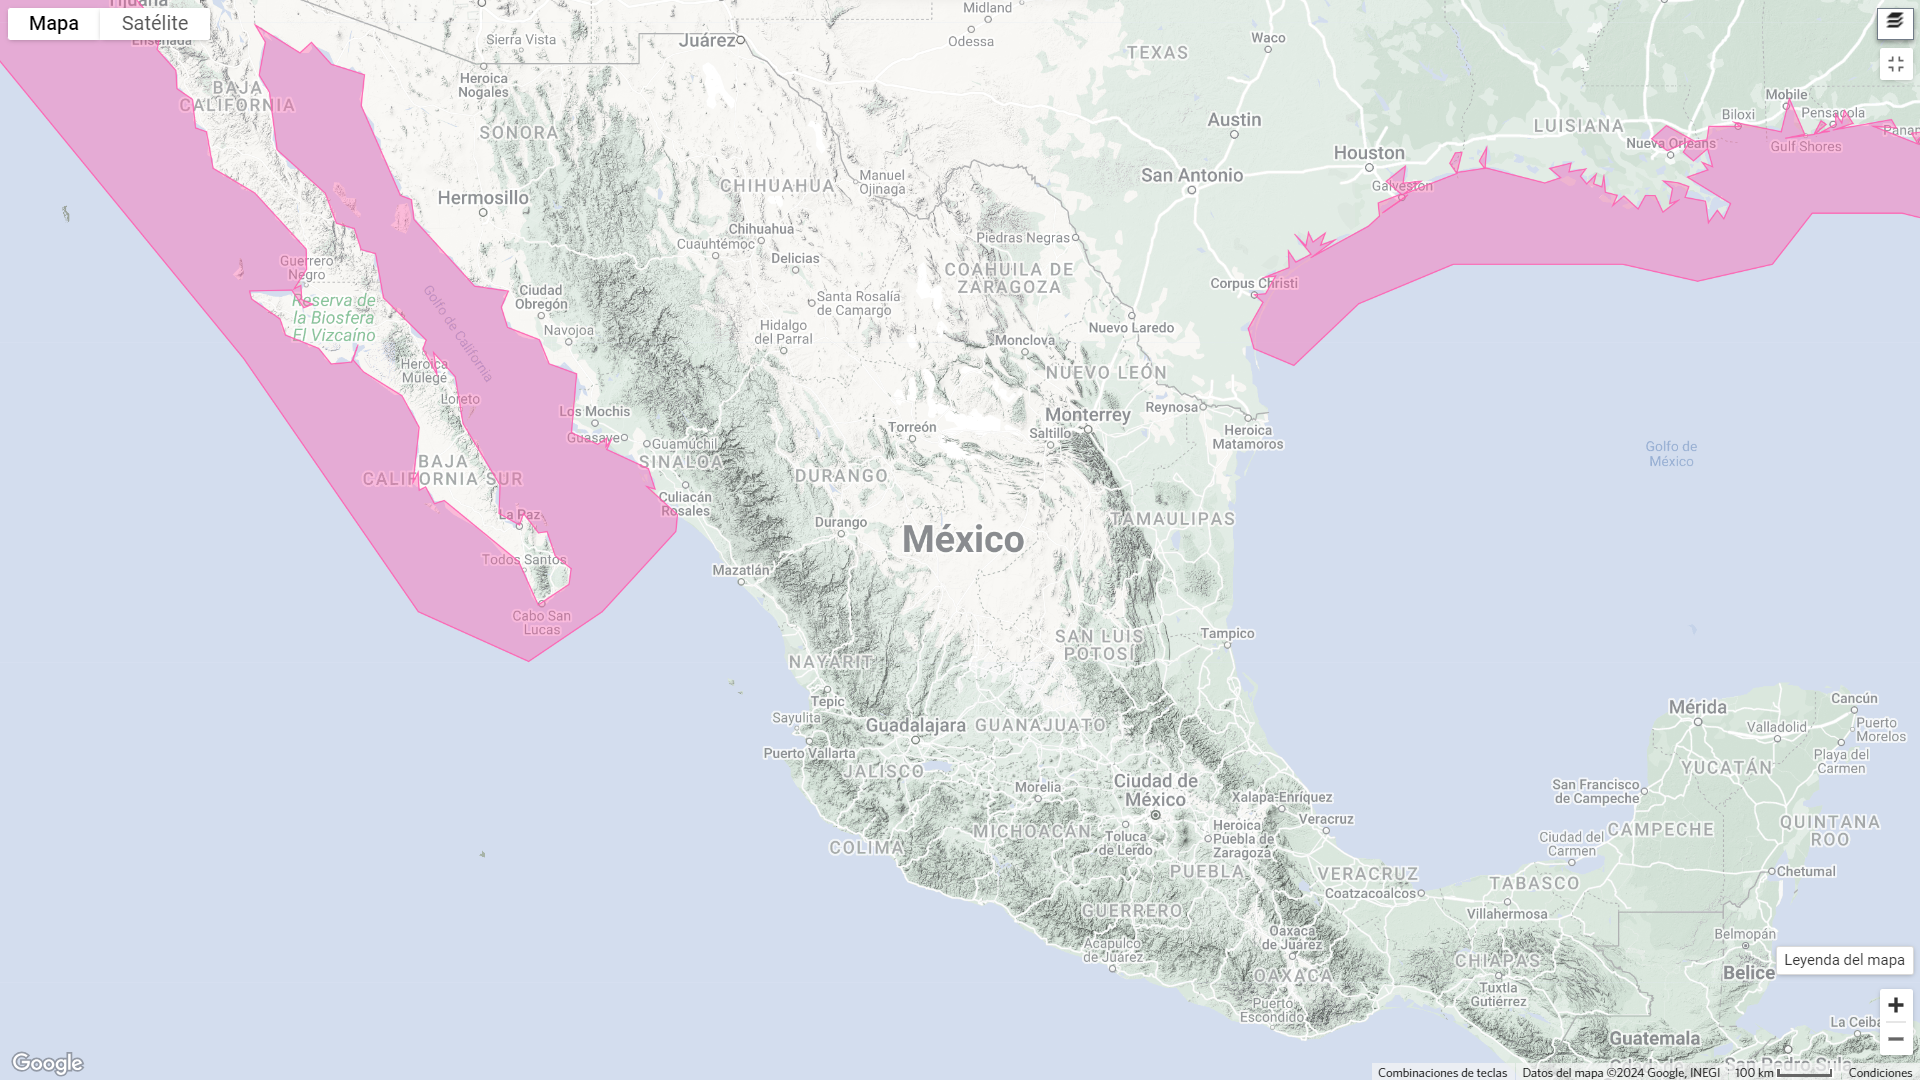 Mapa
Satélite
Ensenada
Sierra Vista
Juárez
Midland
Odessa
TEXAS
Waco
Heroica
Nogales
BAJA
CALIFORNIA
SONORA
Austin
LUISIANA
Mobile
Biloxi
Pensacola
Gulf Shores
Nueva Orleans
Houston
San Antonio
Galveston
Hermosillo
CHIHUAHUA
Manuel
Ojinaga
Chihuahua
Cuauhtémoc
Delicias
Piedras Negras
Guerrero
Negro
Reserva de
la Biosfera
El Vizcaíno
Golfo de California
Ciudad
Obregón
Navojoa
Santa Rosalía
de Camargo
Hidalgo
del Parral
COAHUILA DE
ZARAGOZA
Corpus Christi
Nuevo Laredo
Monclova
Heroica
Mulegé
Loreto
NUEVO LEÓN
Los Mochis
Guasave
Guamúchil
SINALOA
Torreón
Saltillo
Monterrey
Reynosa
Heroica
Matamoros
Golfo de
México
BAJA
CALIFORNIA SUR
Culiacán
Rosales
DURANGO
Durango
La Paz
Todos Santos
México
TAMAULIPAS
Mazatlán
Cabo San
Lucas
NAYARIT
SAN LUIS
POTOSÍ
Tampico
Tepic
Sayulita
Puerto Vallarta
Guadalajara
GUANAJUATO
JALISCO
Morelia
Ciudad de
México
Xalapa-Enríquez
Veracruz
Mérida
Valladolid
Cancún
Puerto
Morelos
Playa del
Carmen
YUCATÁN
San Francisco
de Campeche
CAMPECHE
QUINTANA
ROO
COLIMA
MICHOACÁN
Toluca
de Lerdo
Heroica
Puebla de
Zaragoza
PUEBLA
VERACRUZ
Coatzacoalcos
Ciudad del
Carmen
TABASCO
Villahermosa
Chetumal
GUERRERO
Acapulco
de Juárez
Oaxaca
de Juárez
OAXACA
Puerto
Escondido
CHIAPAS
Tuxtla
Gutiérrez
Belmopán
Belice
Leyenda del mapa
Guatemala
La Ceiba
San Pedro Sula
Google
Combinaciones de teclas
Datos del mapa ©2024 Google, INEGI
100 km
Condiciones